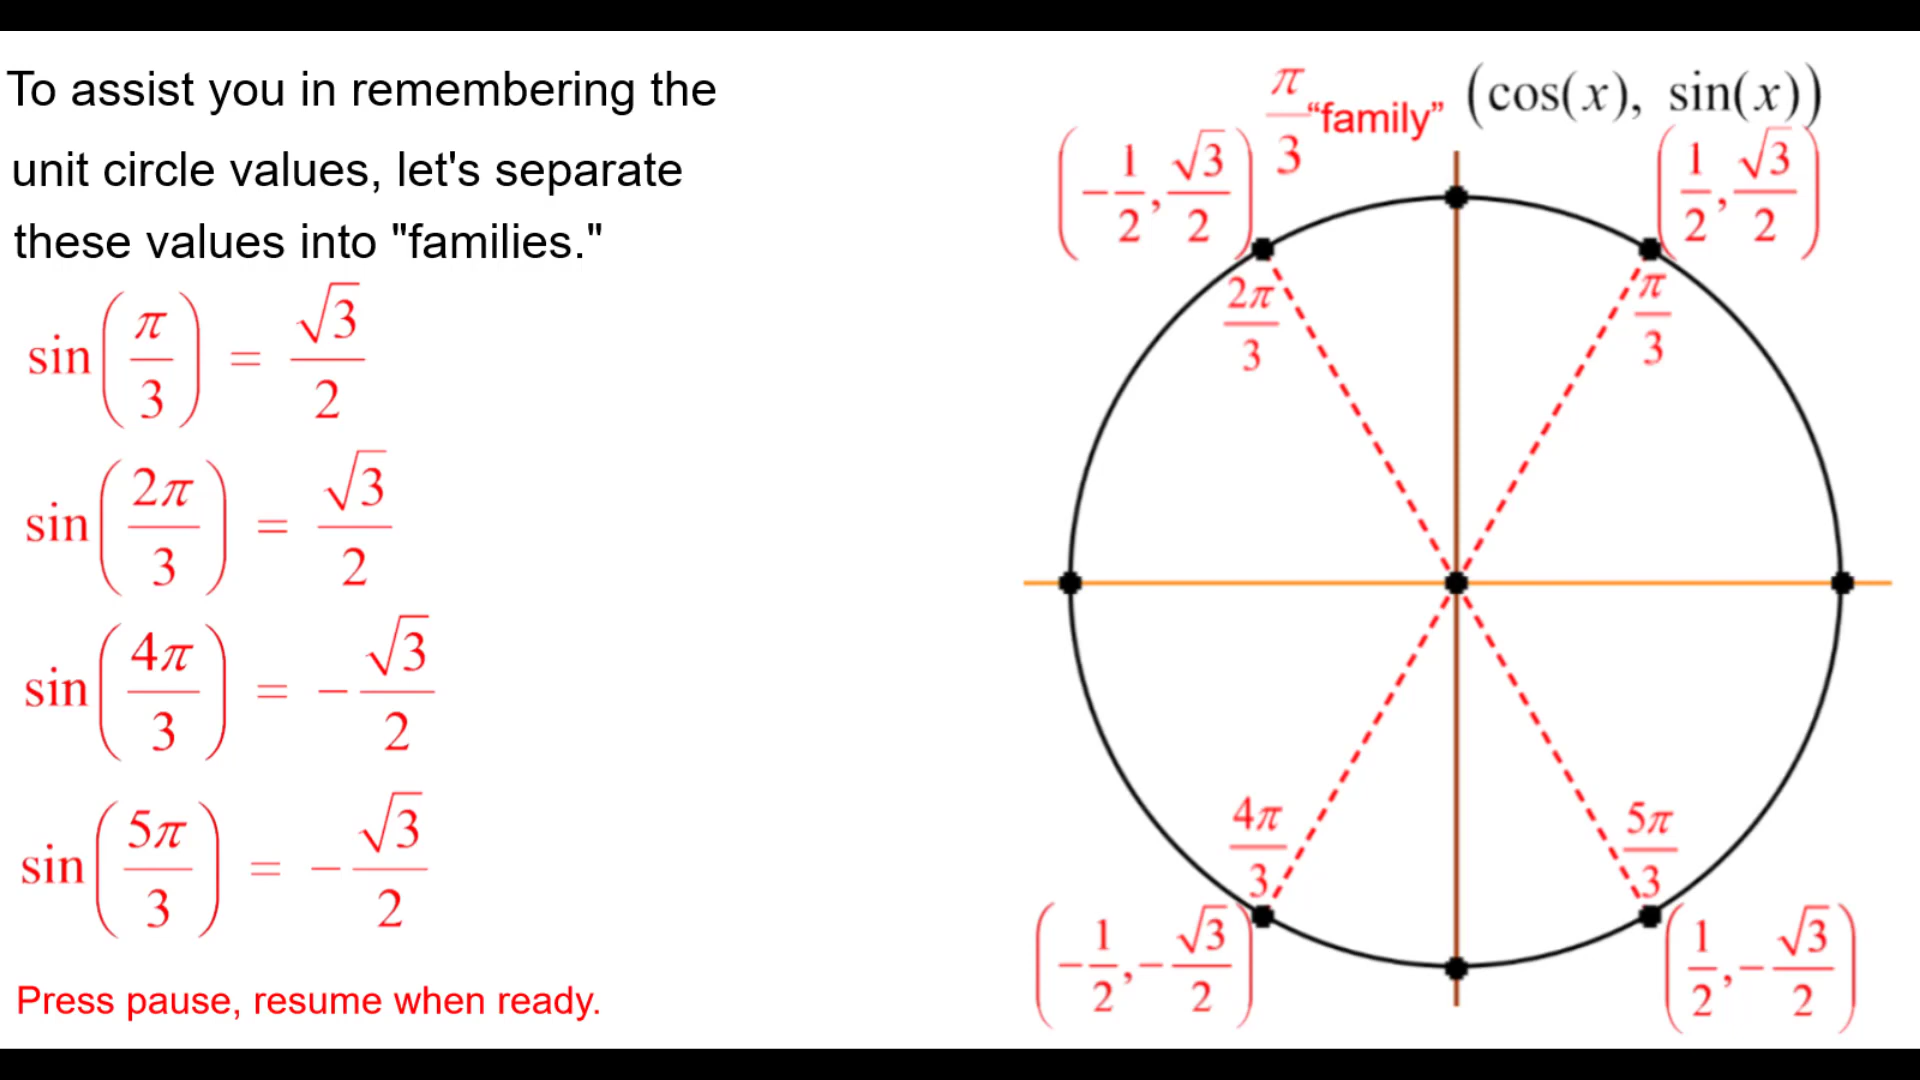 To assist you in remembering the
unit circle values, let's separate
these values into "families."
sin(π/3) = √3/2
sin(2π/3) = √3/2
sin(4π/3) = -√3/2
sin(5π/3) = -√3/2
Press pause, resume when ready.
π/3 “family” (cos(x), sin(x))
(-1/2, √3/2)
(1/2, √3/2)
2π/3
π/3
4π/3
5π/3
(-1/2, -√3/2)
(1/2, -√3/2)